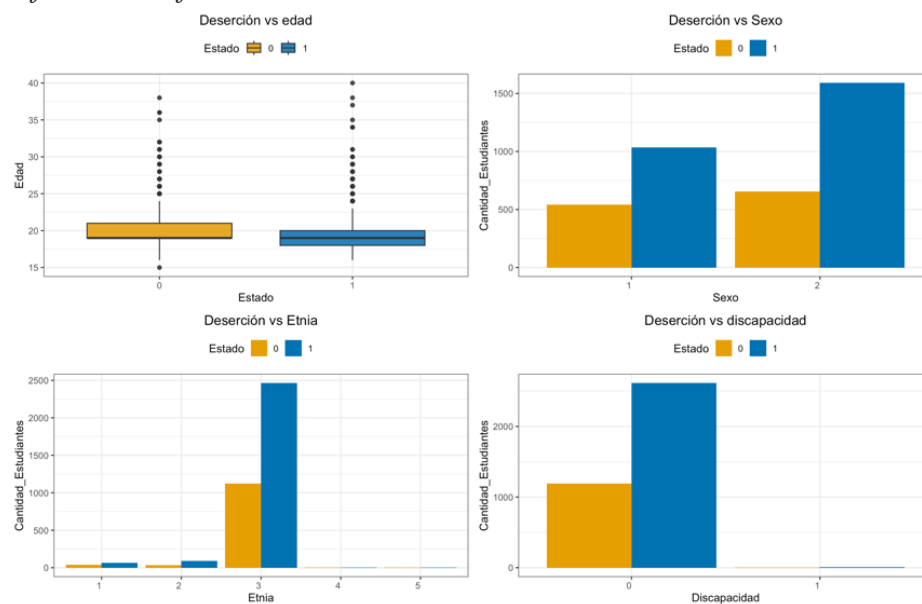 Deserción vs edad
Estado 0 1
40
35
30
25
20
15
Edad
0 1
Estado
Deserción vs Sexo
Estado 0 1
1500
1000
500
0
Cantidad_Estudiantes
1 2
Sexo
Deserción vs Etnia
Estado 0 1
2500
2000
1500
1000
500
0
Cantidad_Estudiantes
1 2 3 4 5
Etnia
Deserción vs discapacidad
Estado 0 1
2000
1000
0
Cantidad_Estudiantes
0 1
Discapacidad